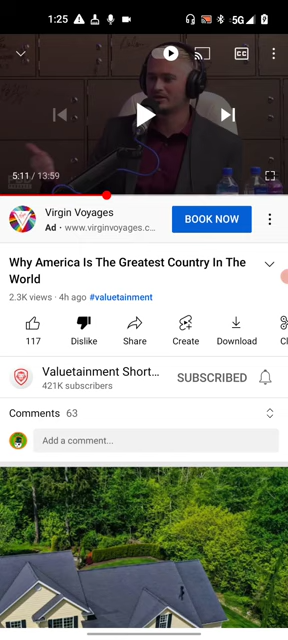 1:25
5G
CC
5:11 / 13:59
Virgin Voyages
Ad • www.virginvoyages.c...
BOOK NOW
Why America Is The Greatest Country In The
World
2.3K views · 4h ago #valuetainment
117 Dislike Share Create Download Cl
Valuetainment Short...
421K subscribers
SUBSCRIBED
Comments 63
Add a comment...